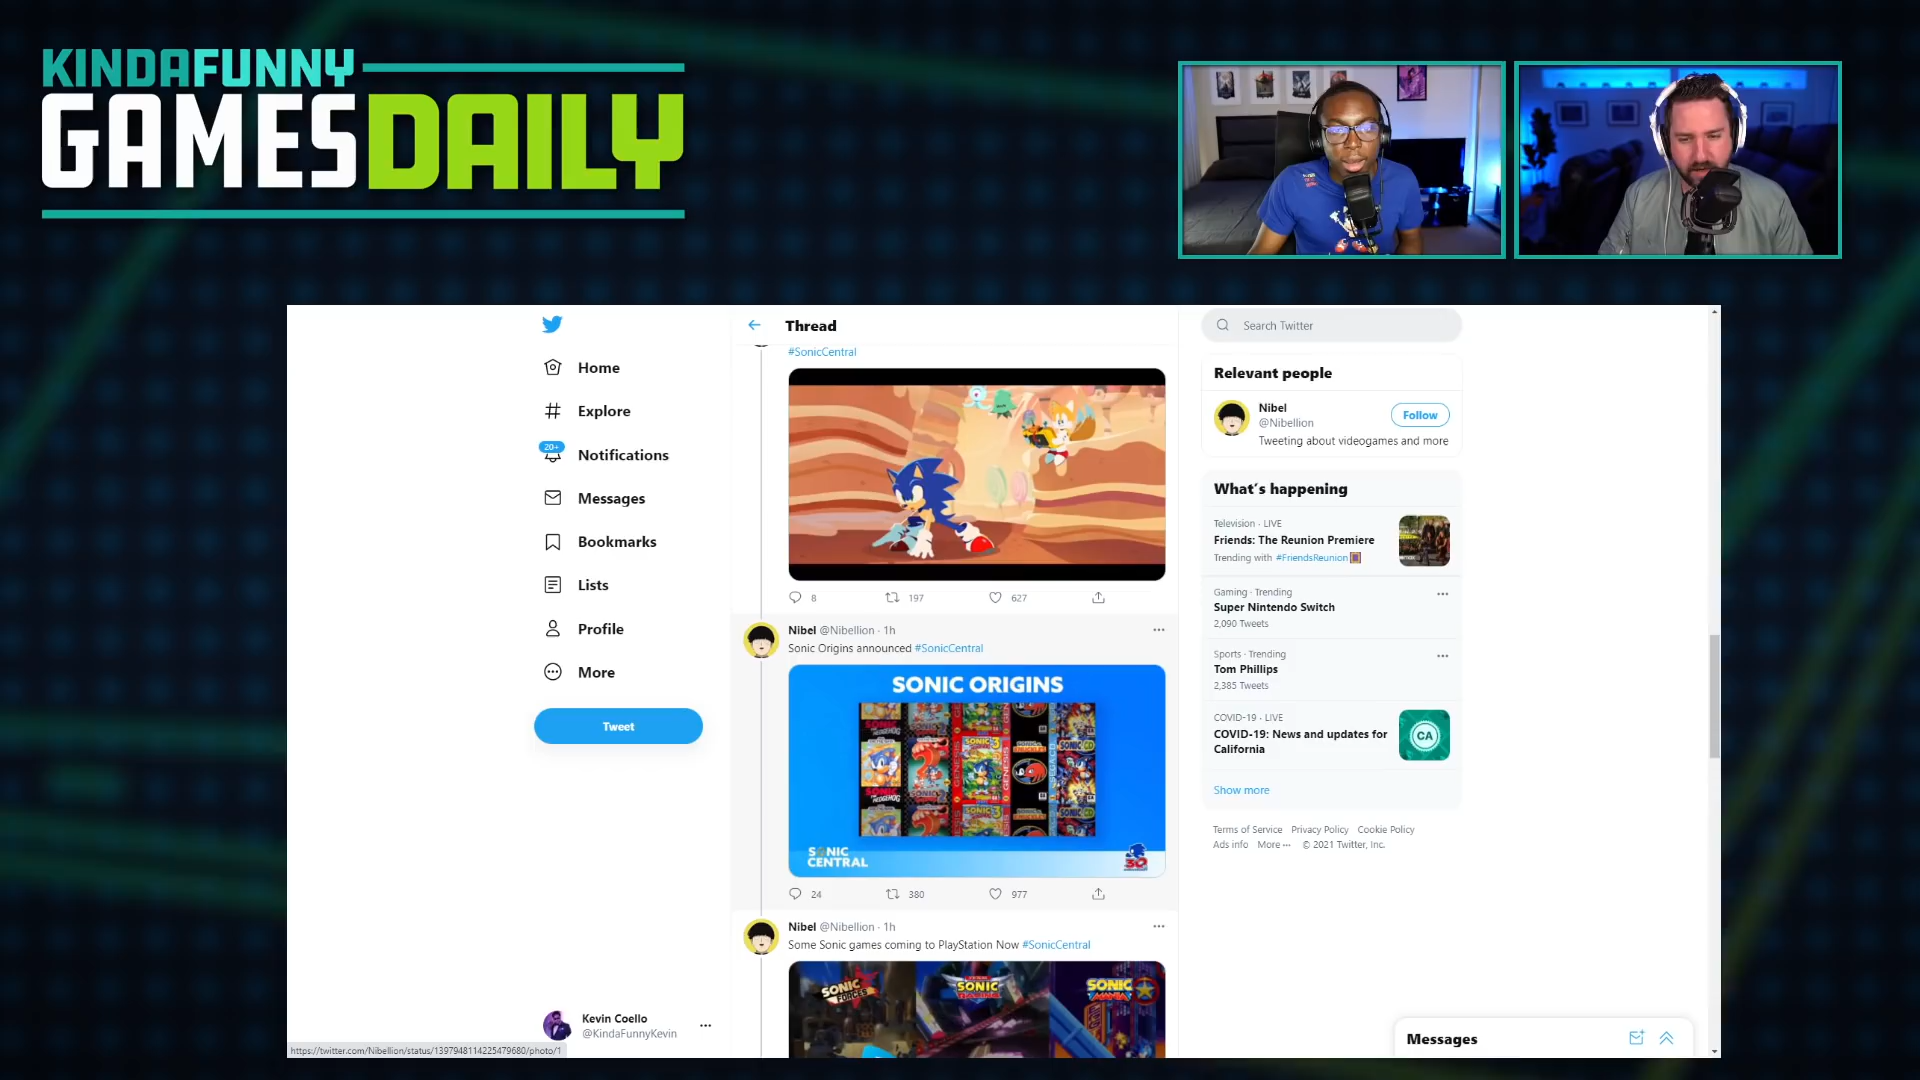 KINDAFUNNY
GAMESDAILY
Home
Explore
20+
Notifications
Messages
Bookmarks
Lists
Profile
More
Tweet
Kevin Coello
@KindaFunnyKevin
https://twitter.com/Nibellion/status/1397948114225479680/photo/1
Thread
#SonicCentral
8 197 627
Nibel @Nibellion · 1h
Sonic Origins announced #SonicCentral
SONIC ORIGINS
SONIC
CENTRAL
30
24 380 977
Nibel @Nibellion · 1h
Some Sonic games coming to PlayStation Now #SonicCentral
SONIC
FORCES
SONIC
RACING
SONIC
MANIA
Search Twitter
Relevant people
Nibel
@Nibellion
Follow
Tweeting about videogames and more
What's happening
Television · LIVE
Friends: The Reunion Premiere
Trending with #FriendsReunion
Gaming · Trending
Super Nintendo Switch
2,090 Tweets
Sports · Trending
Tom Phillips
2,385 Tweets
COVID-19 · LIVE
COVID-19: News and updates for
California
CA
Show more
Terms of Service Privacy Policy Cookie Policy
Ads info More ··· © 2021 Twitter, Inc.
Messages